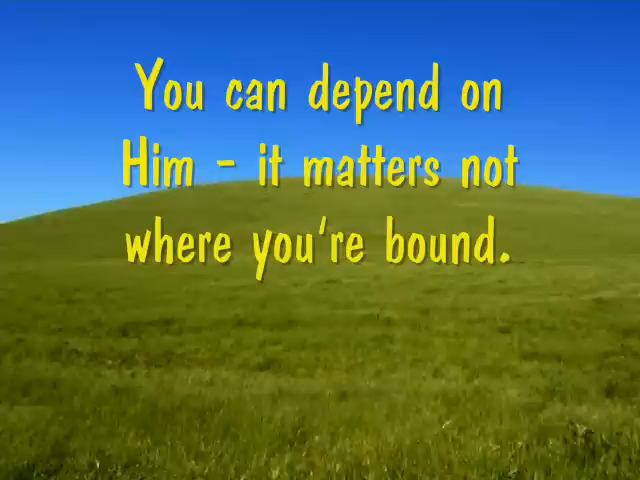 You can depend on
Him - it matters not
where you're bound.